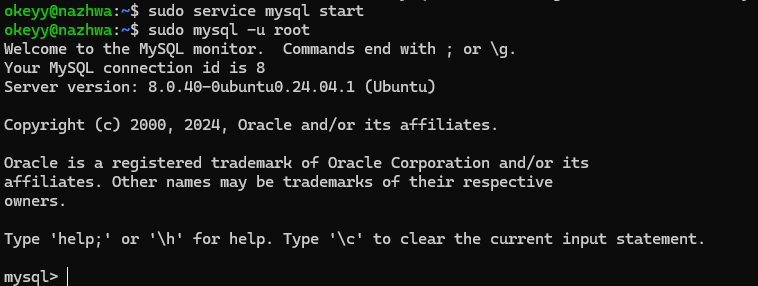 okeyy@nazhwa:~$ sudo service mysql start
okeyy@nazhwa:~$ sudo mysql -u root
Welcome to the MySQL monitor.  Commands end with ; or \g.
Your MySQL connection id is 8
Server version: 8.0.40-0ubuntu0.24.04.1 (Ubuntu)
Copyright (c) 2000, 2024, Oracle and/or its affiliates.
Oracle is a registered trademark of Oracle Corporation and/or its
affiliates. Other names may be trademarks of their respective
owners.
Type 'help;' or '\h' for help. Type '\c' to clear the current input statement.
mysql>